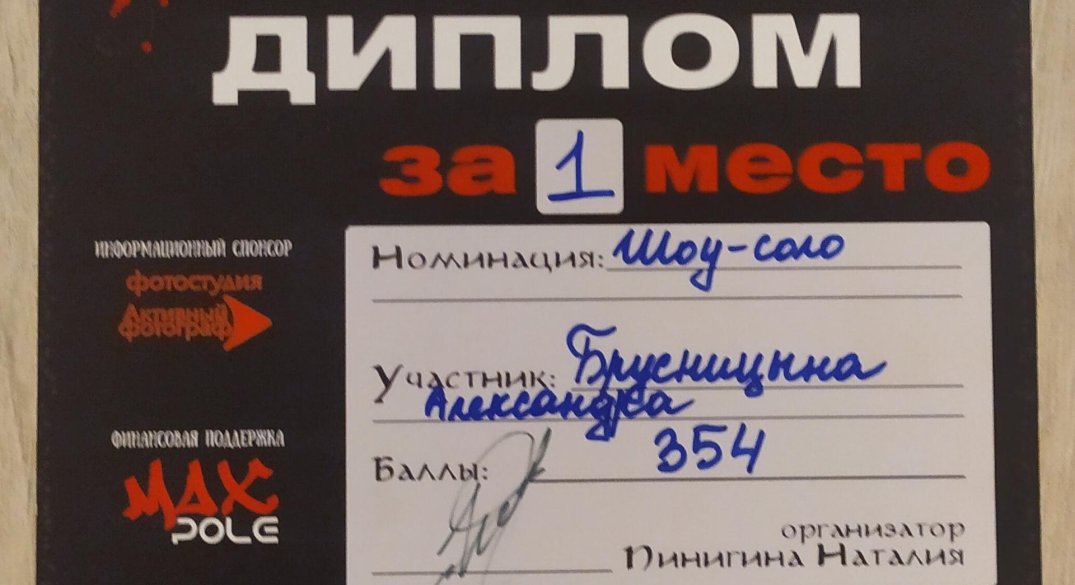 ДИПЛОМ
за 1 место
ИНФОРМАЦИОННЫЙ СПОНСОР
фотостудия
Активный
фотограф
Номинация: Шоу-соло
Участник: Брусницына
Александра
Баллы: 354
ФИНАНСОВАЯ ПОДДЕРЖКА
MAX
POLE
организатор
Пинигина Наталия